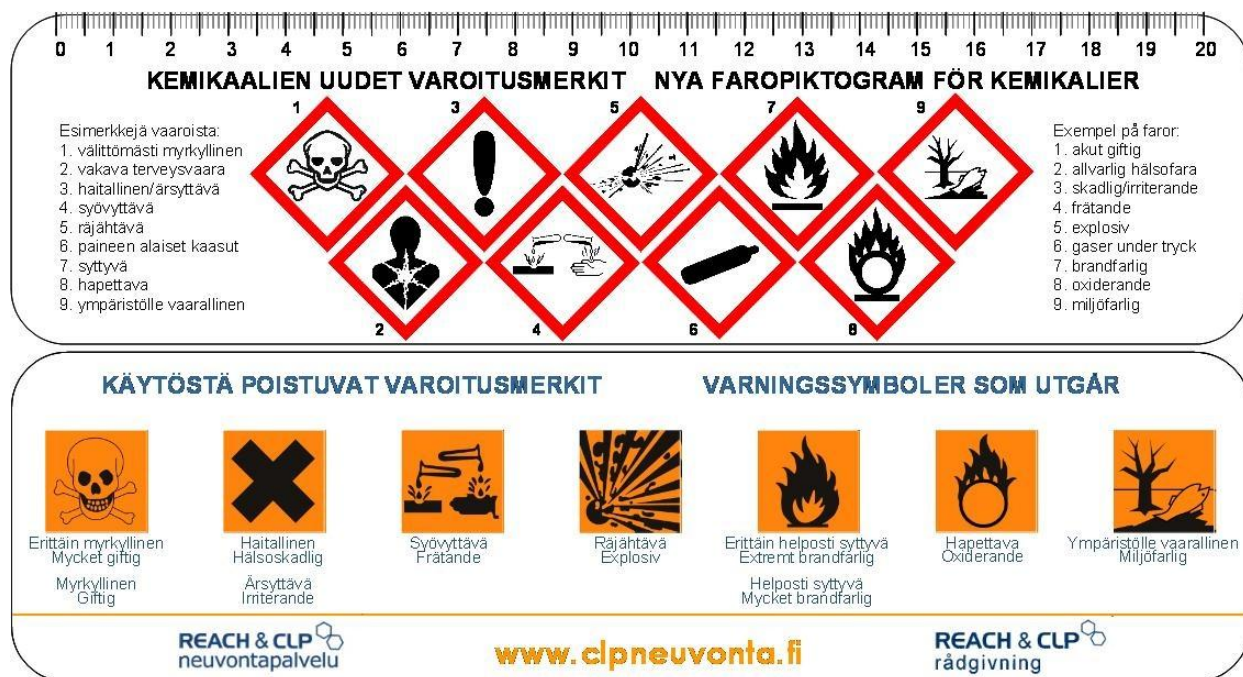 0 1 2 3 4 5 6 7 8 9 10 11 12 13 14 15 16 17 18 19 20
KEMIKAALIEN UUDET VAROITUSMERKIT NYA FAROPIKTOGRAM FÖR KEMIKALIER
Esimerkkejä vaaroista:
1. välittömästi myrkyllinen
2. vakava terveysvaara
3. haitallinen/ärsyttävä
4. syövyttävä
5. räjähtävä
6. paineen alaiset kaasut
7. syttyvä
8. hapettava
9. ympäristölle vaarallinen
1 3 5 7 9
2 4 6 8
Exempel på faror:
1. akut giftig
2. allvarlig hälsofara
3. skadlig/irriterande
4. frätande
5. explosiv
6. gaser under tryck
7. brandfarlig
8. oxiderande
9. miljöfarlig
KÄYTÖSTÄ POISTUVAT VAROITUSMERKIT VARNINGSSYMBOLER SOM UTGÅR
Erittäin myrkyllinen
Mycket giftig
Myrkyllinen
Giftig
Haitallinen
Hälsoskadlig
Ärsyttävä
Irriterande
Syövyttävä
Frätande
Räjähtävä
Explosiv
Erittäin helposti syttyvä
Extremt brandfarlig
Helposti syttyvä
Mycket brandfarlig
Hapettava
Oxiderande
Ympäristölle vaarallinen
Miljöfarlig
REACH & CLP
neuvontapalvelu
www.clpneuvonta.fi
REACH & CLP
rådgivning